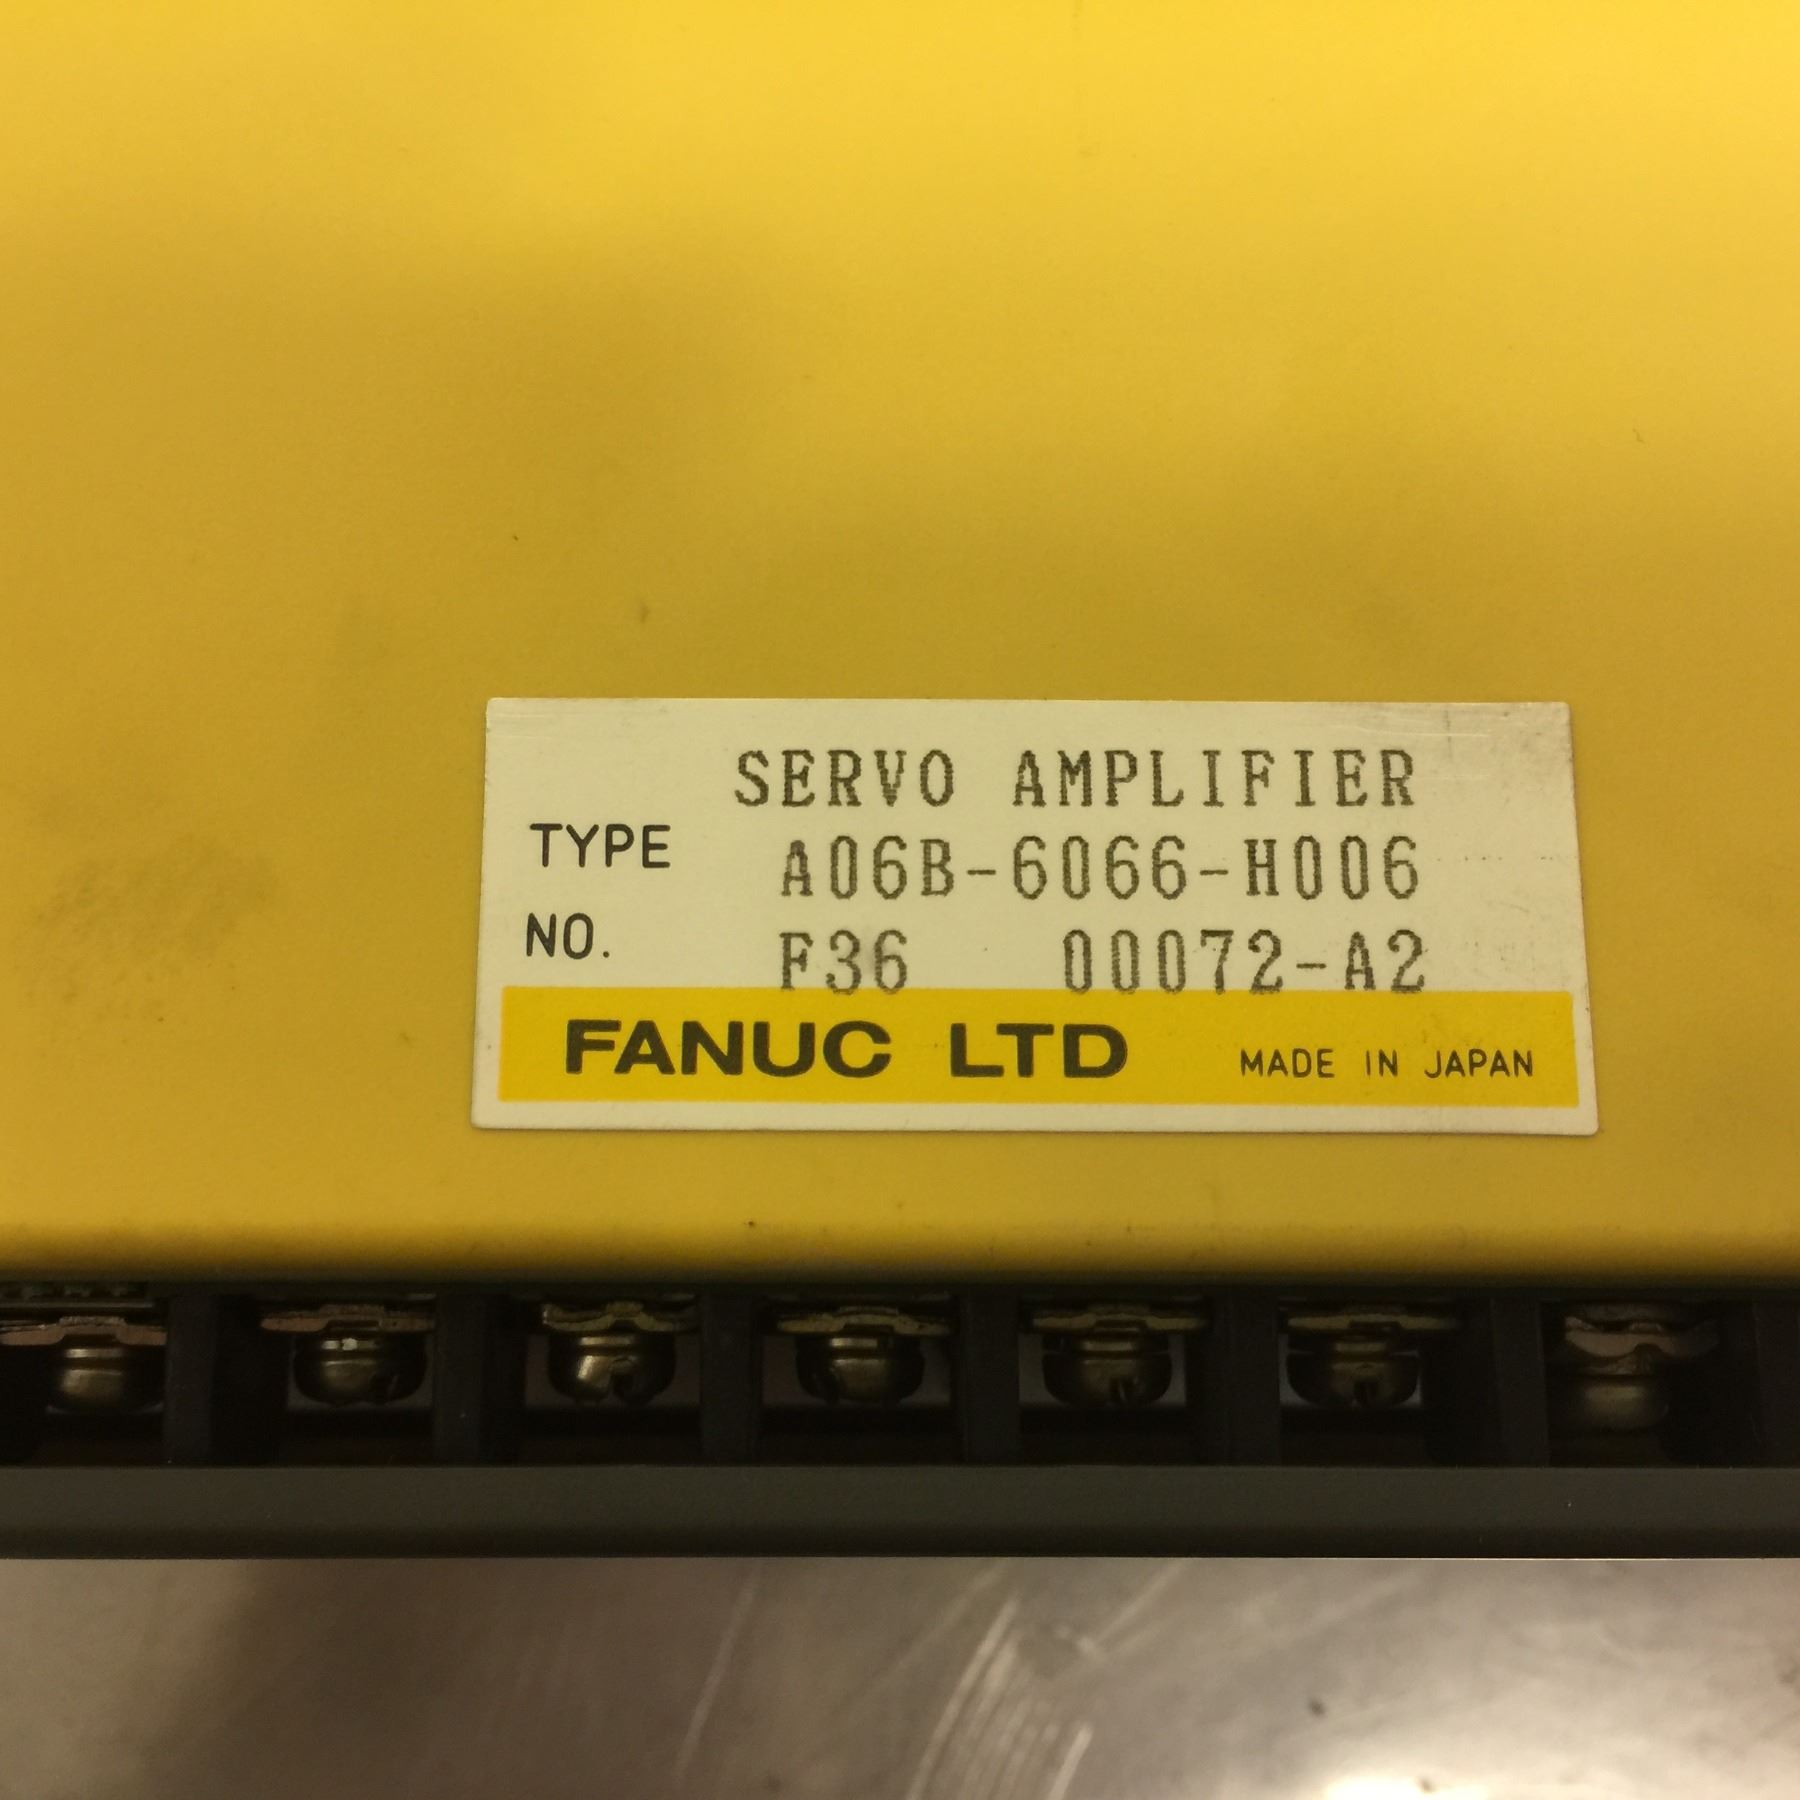 SERVO AMPLIFIER
TYPE A06B-6066-H006
NO. F36 00072-A2
FANUC LTD MADE IN JAPAN